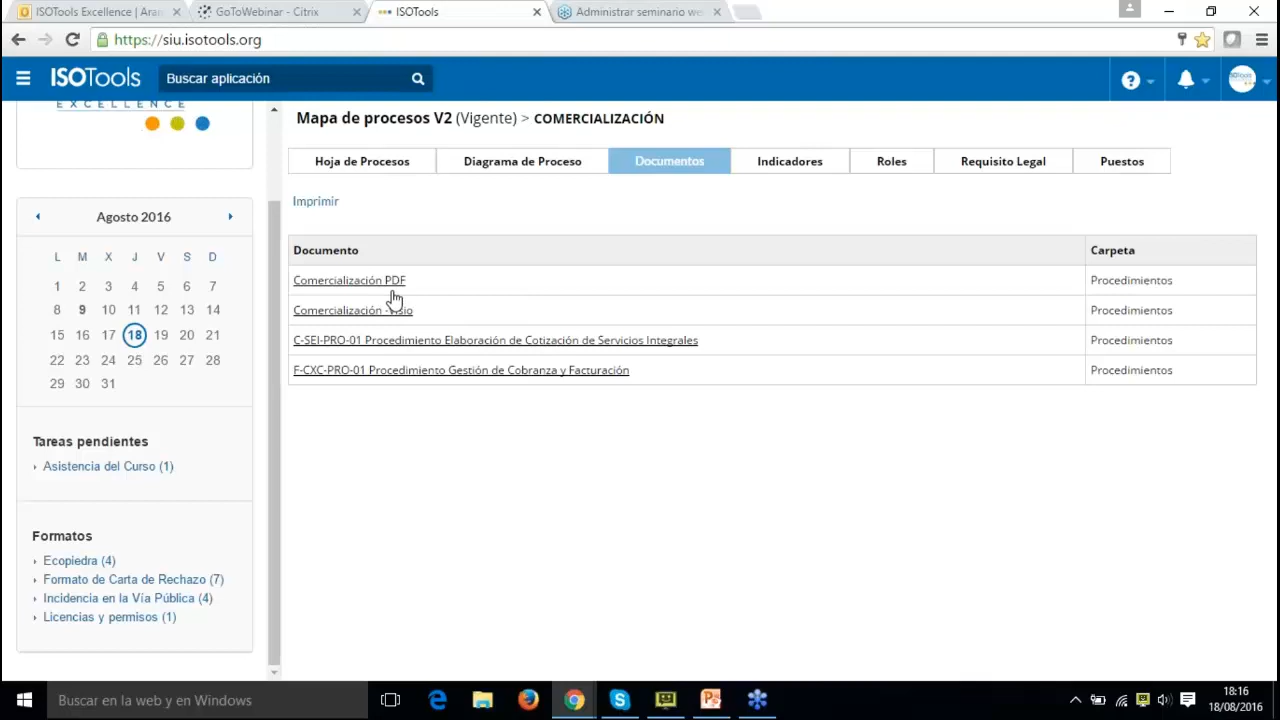 ISOTools Excellence | Aran
GoToWebinar - Citrix
ISOTools
Administrar seminario we
https://siu.isotools.org
ISOTools
Buscar aplicación
EXCELLENCE
Mapa de procesos V2 (Vigente) > COMERCIALIZACIÓN
Hoja de Procesos
Diagrama de Proceso
Documentos
Indicadores
Roles
Requisito Legal
Puestos
Imprimir
Documento Carpeta
Comercialización PDF Procedimientos
Comercialización -Visio Procedimientos
C-SEI-PRO-01 Procedimiento Elaboración de Cotización de Servicios Integrales Procedimientos
F-CXC-PRO-01 Procedimiento Gestión de Cobranza y Facturación Procedimientos
Agosto 2016
L M X J V S D
1 2 3 4 5 6 7
8 9 10 11 12 13 14
15 16 17 18 19 20 21
22 23 24 25 26 27 28
29 30 31
Tareas pendientes
Asistencia del Curso (1)
Formatos
Ecopiedra (4)
Formato de Carta de Rechazo (7)
Incidencia en la Vía Pública (4)
Licencias y permisos (1)
Buscar en la web y en Windows
18:16
18/08/2016